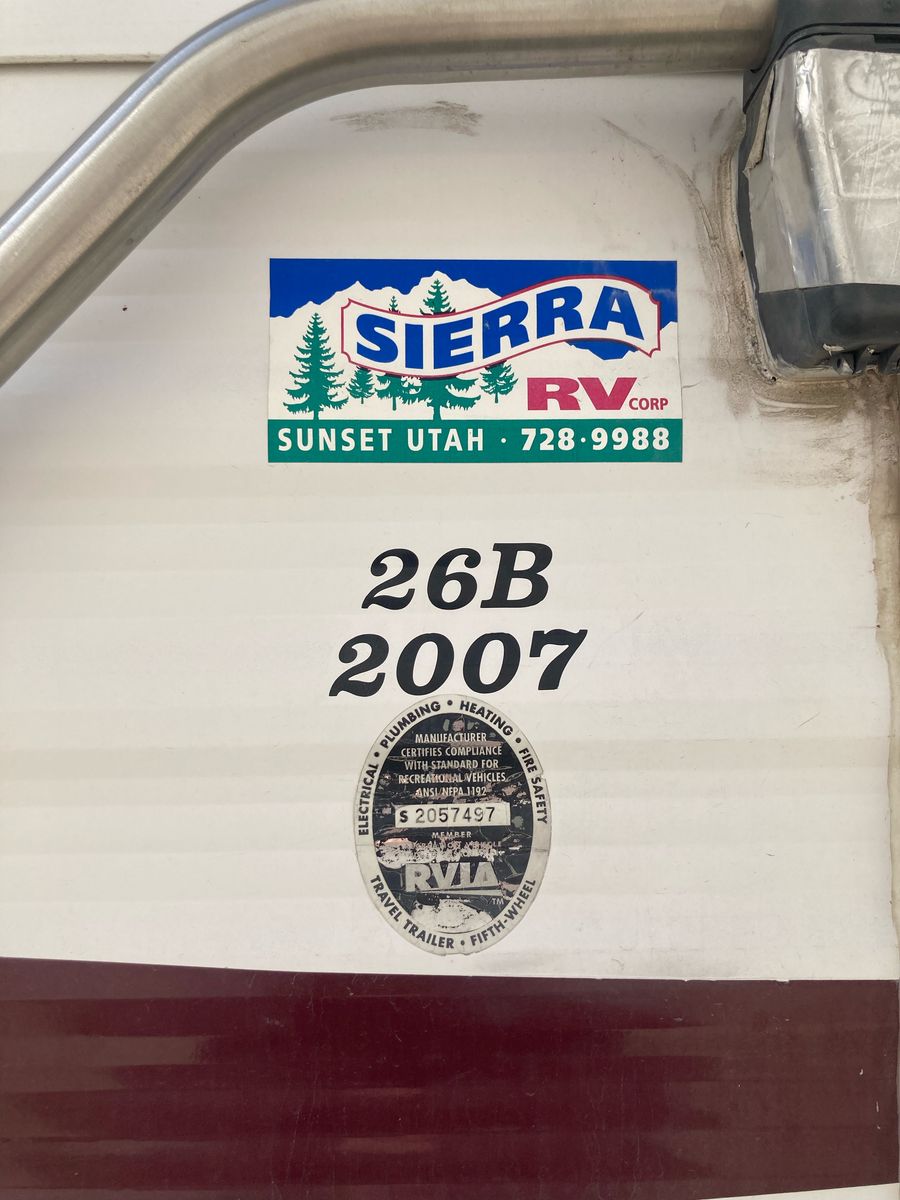 SIERRA
RV CORP
SUNSET UTAH · 728·9988
26B
2007
ELECTRICAL • PLUMBING • HEATING • FIRE SAFETY
MANUFACTURER
CERTIFIES COMPLIANCE
WITH STANDARD FOR
RECREATIONAL VEHICLES
ANSI/NFPA 1192
S 2057497
MEMBER
RVIA
TM
TRAVEL TRAILER • FIFTH-WHEEL